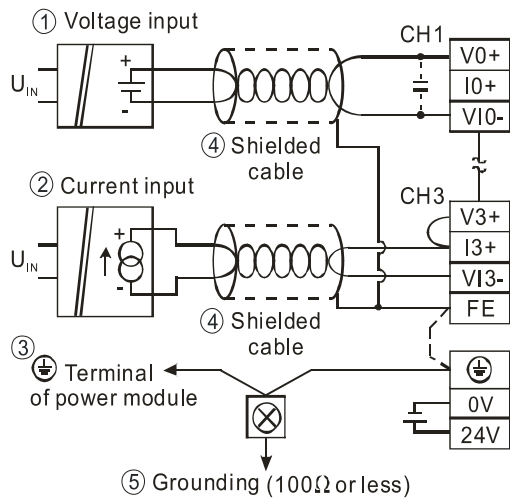 ① Voltage input
CH1
V0+
I0+
VI0-
+
-
U_IN
④ Shielded
cable
② Current input
CH3
V3+
I3+
VI3-
FE
+
-
U_IN
④ Shielded
cable
③
Terminal
of power module
0V
24V
⑤ Grounding (100Ω or less)